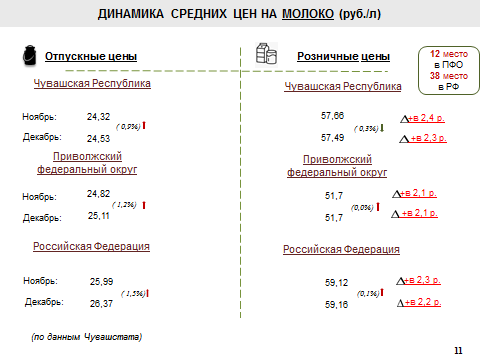 ДИНАМИКА СРЕДНИХ ЦЕН НА МОЛОКО (руб./л)
Отпускные цены
Чувашская Республика
Ноябрь: 24,32
(0,9%)
Декабрь: 24,53
Приволжский
федеральный округ
Ноябрь: 24,82
(1,2%)
Декабрь: 25,11
Российская Федерация
Ноябрь: 25,99
(1,5%)
Декабрь: 26,37
(по данным Чувашстата)
Розничные цены
12 место
в ПФО
38 место
в РФ
Чувашская Республика
57,66 Δ+в 2,4 р.
(0,3%)
57,49 Δ+в 2,3 р.
Приволжский
федеральный округ
51,7 Δ+в 2,1 р.
(0,0%)
51,7 Δ+в 2,1 р.
Российская Федерация
59,12 Δ+в 2,3 р.
(0,1%)
59,16 Δ+в 2,2 р.
11